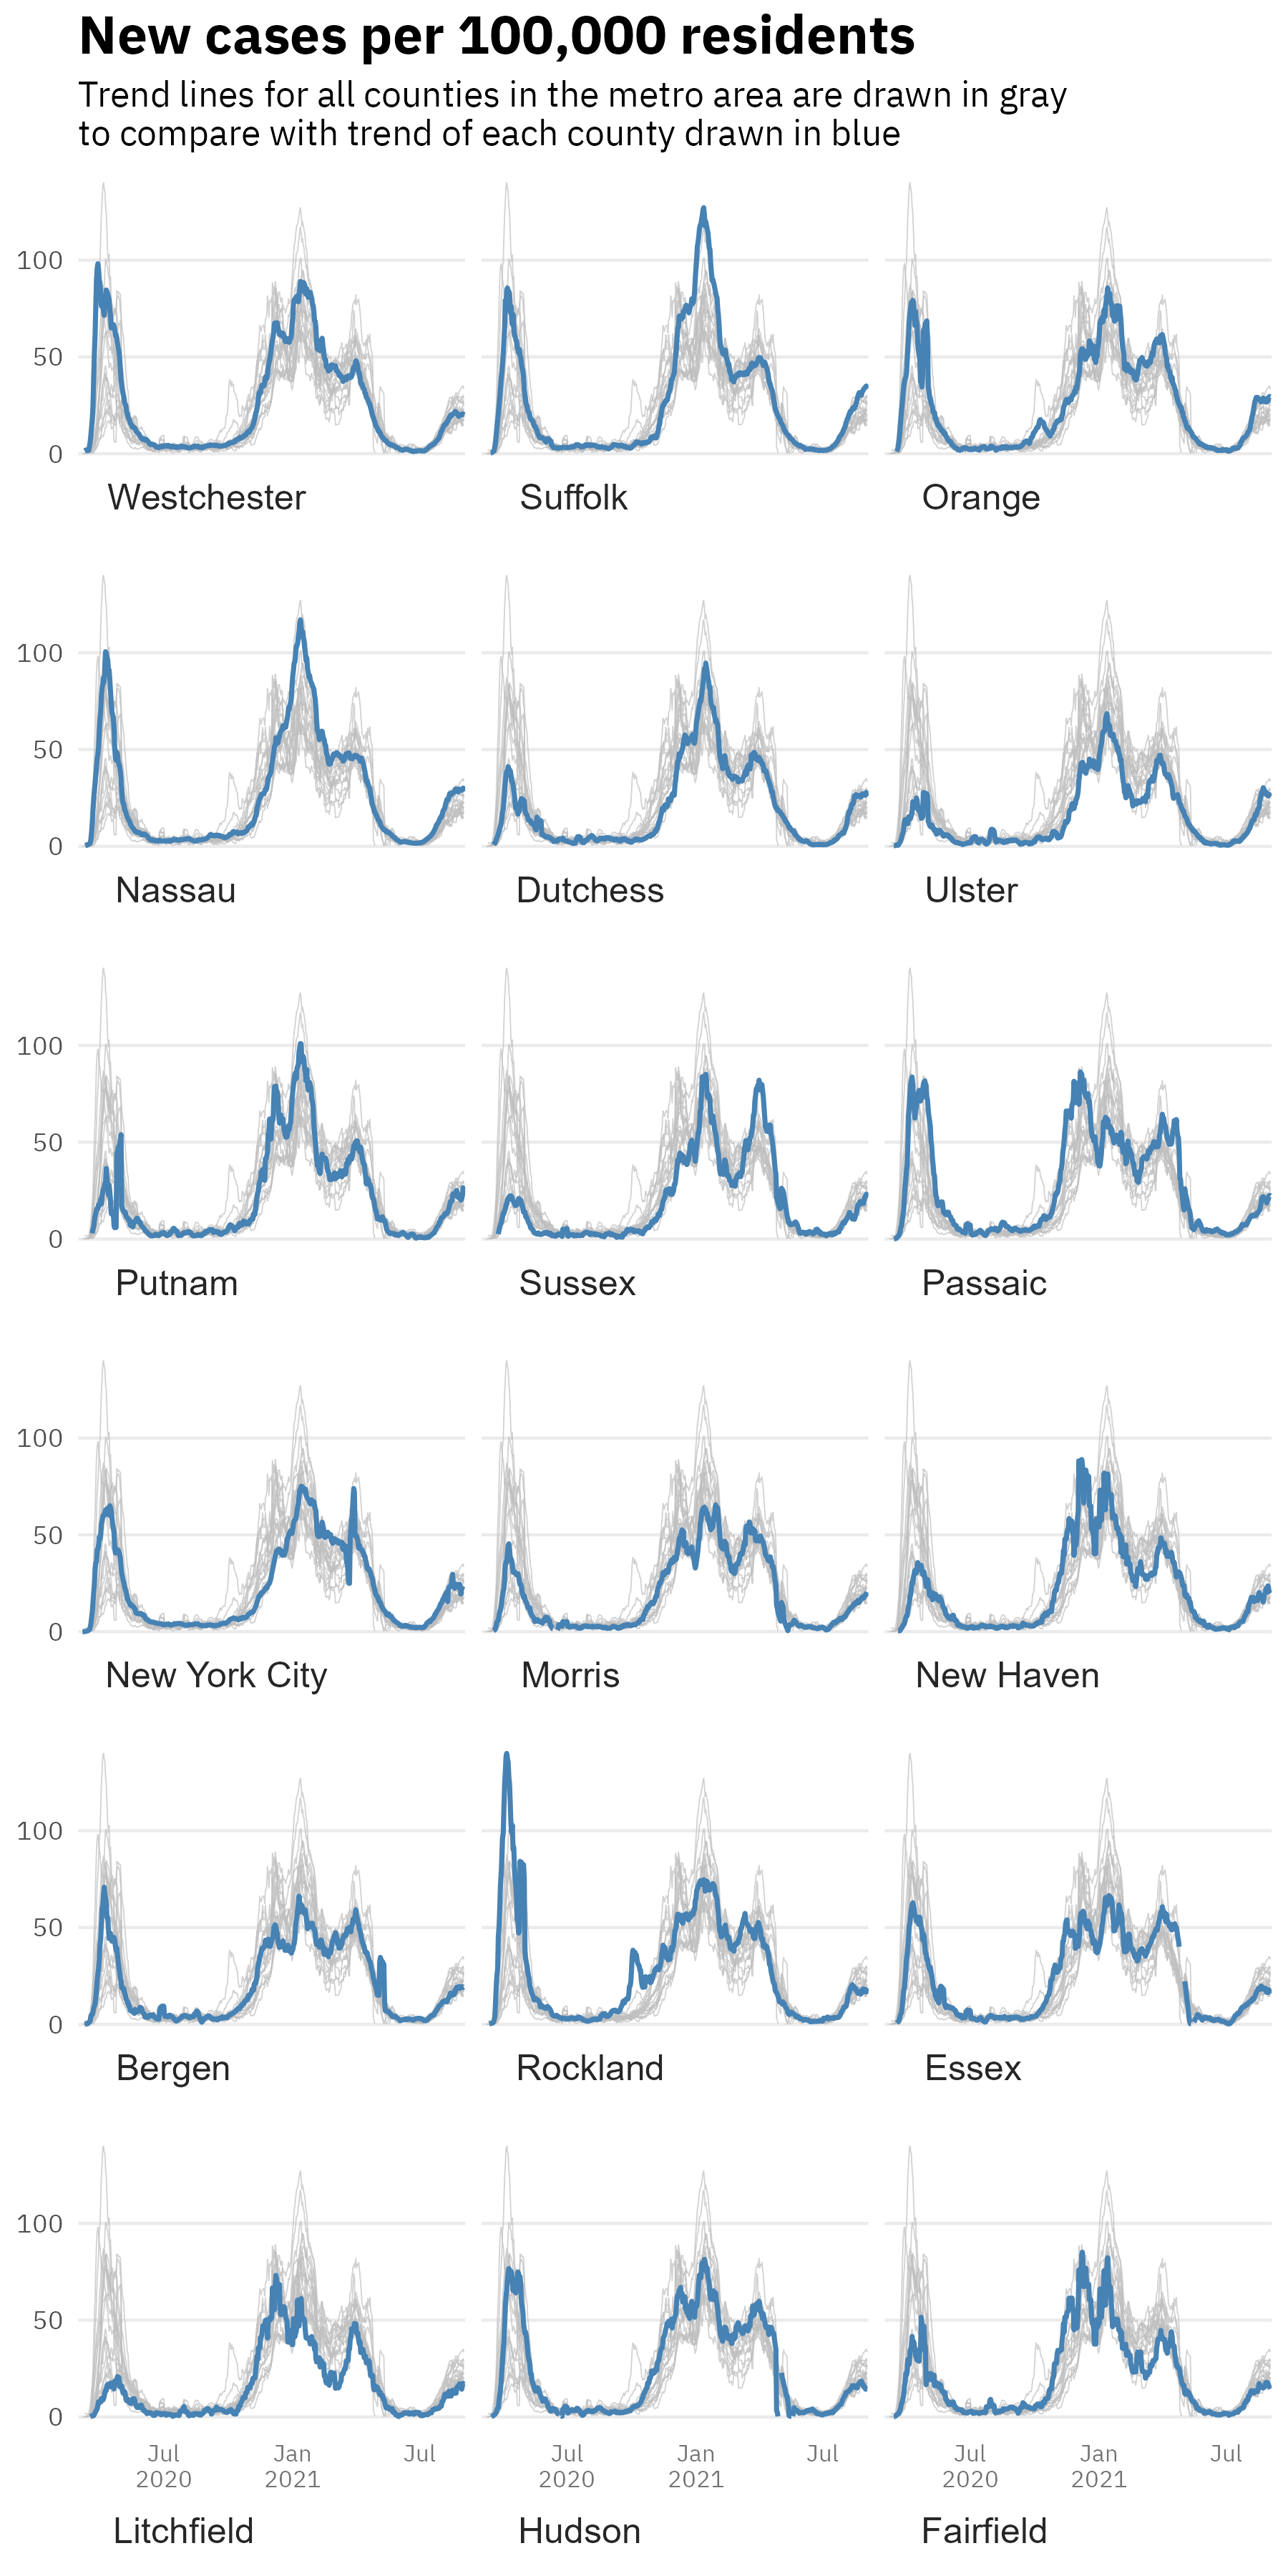 New cases per 100,000 residents
Trend lines for all counties in the metro area are drawn in gray
to compare with trend of each county drawn in blue
100
50
0
Westchester
Suffolk
Orange
100
50
0
Nassau
Dutchess
Ulster
100
50
0
Putnam
Sussex
Passaic
100
50
0
New York City
Morris
New Haven
100
50
0
Bergen
Rockland
Essex
100
50
0
Jul
2020
Jan
2021
Jul
Jul
2020
Jan
2021
Jul
Jul
2020
Jan
2021
Jul
Litchfield
Hudson
Fairfield